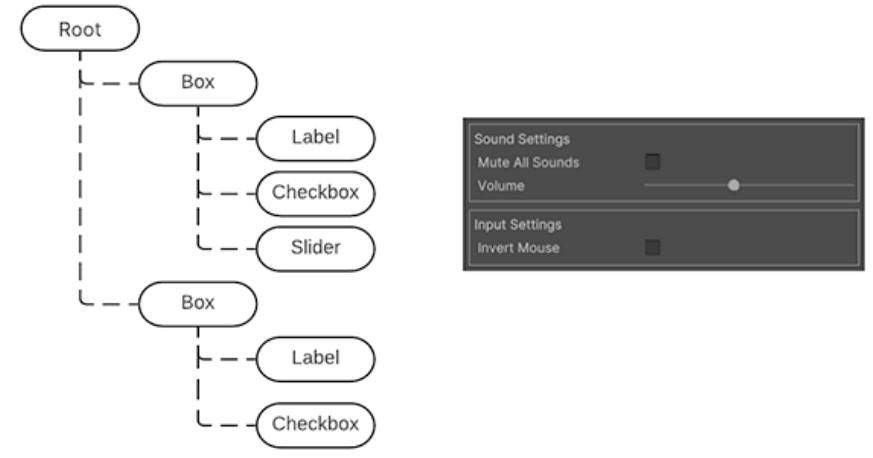 Root
Box
Label
Checkbox
Slider
Box
Label
Checkbox
Sound Settings
Mute All Sounds
Volume
Input Settings
Invert Mouse